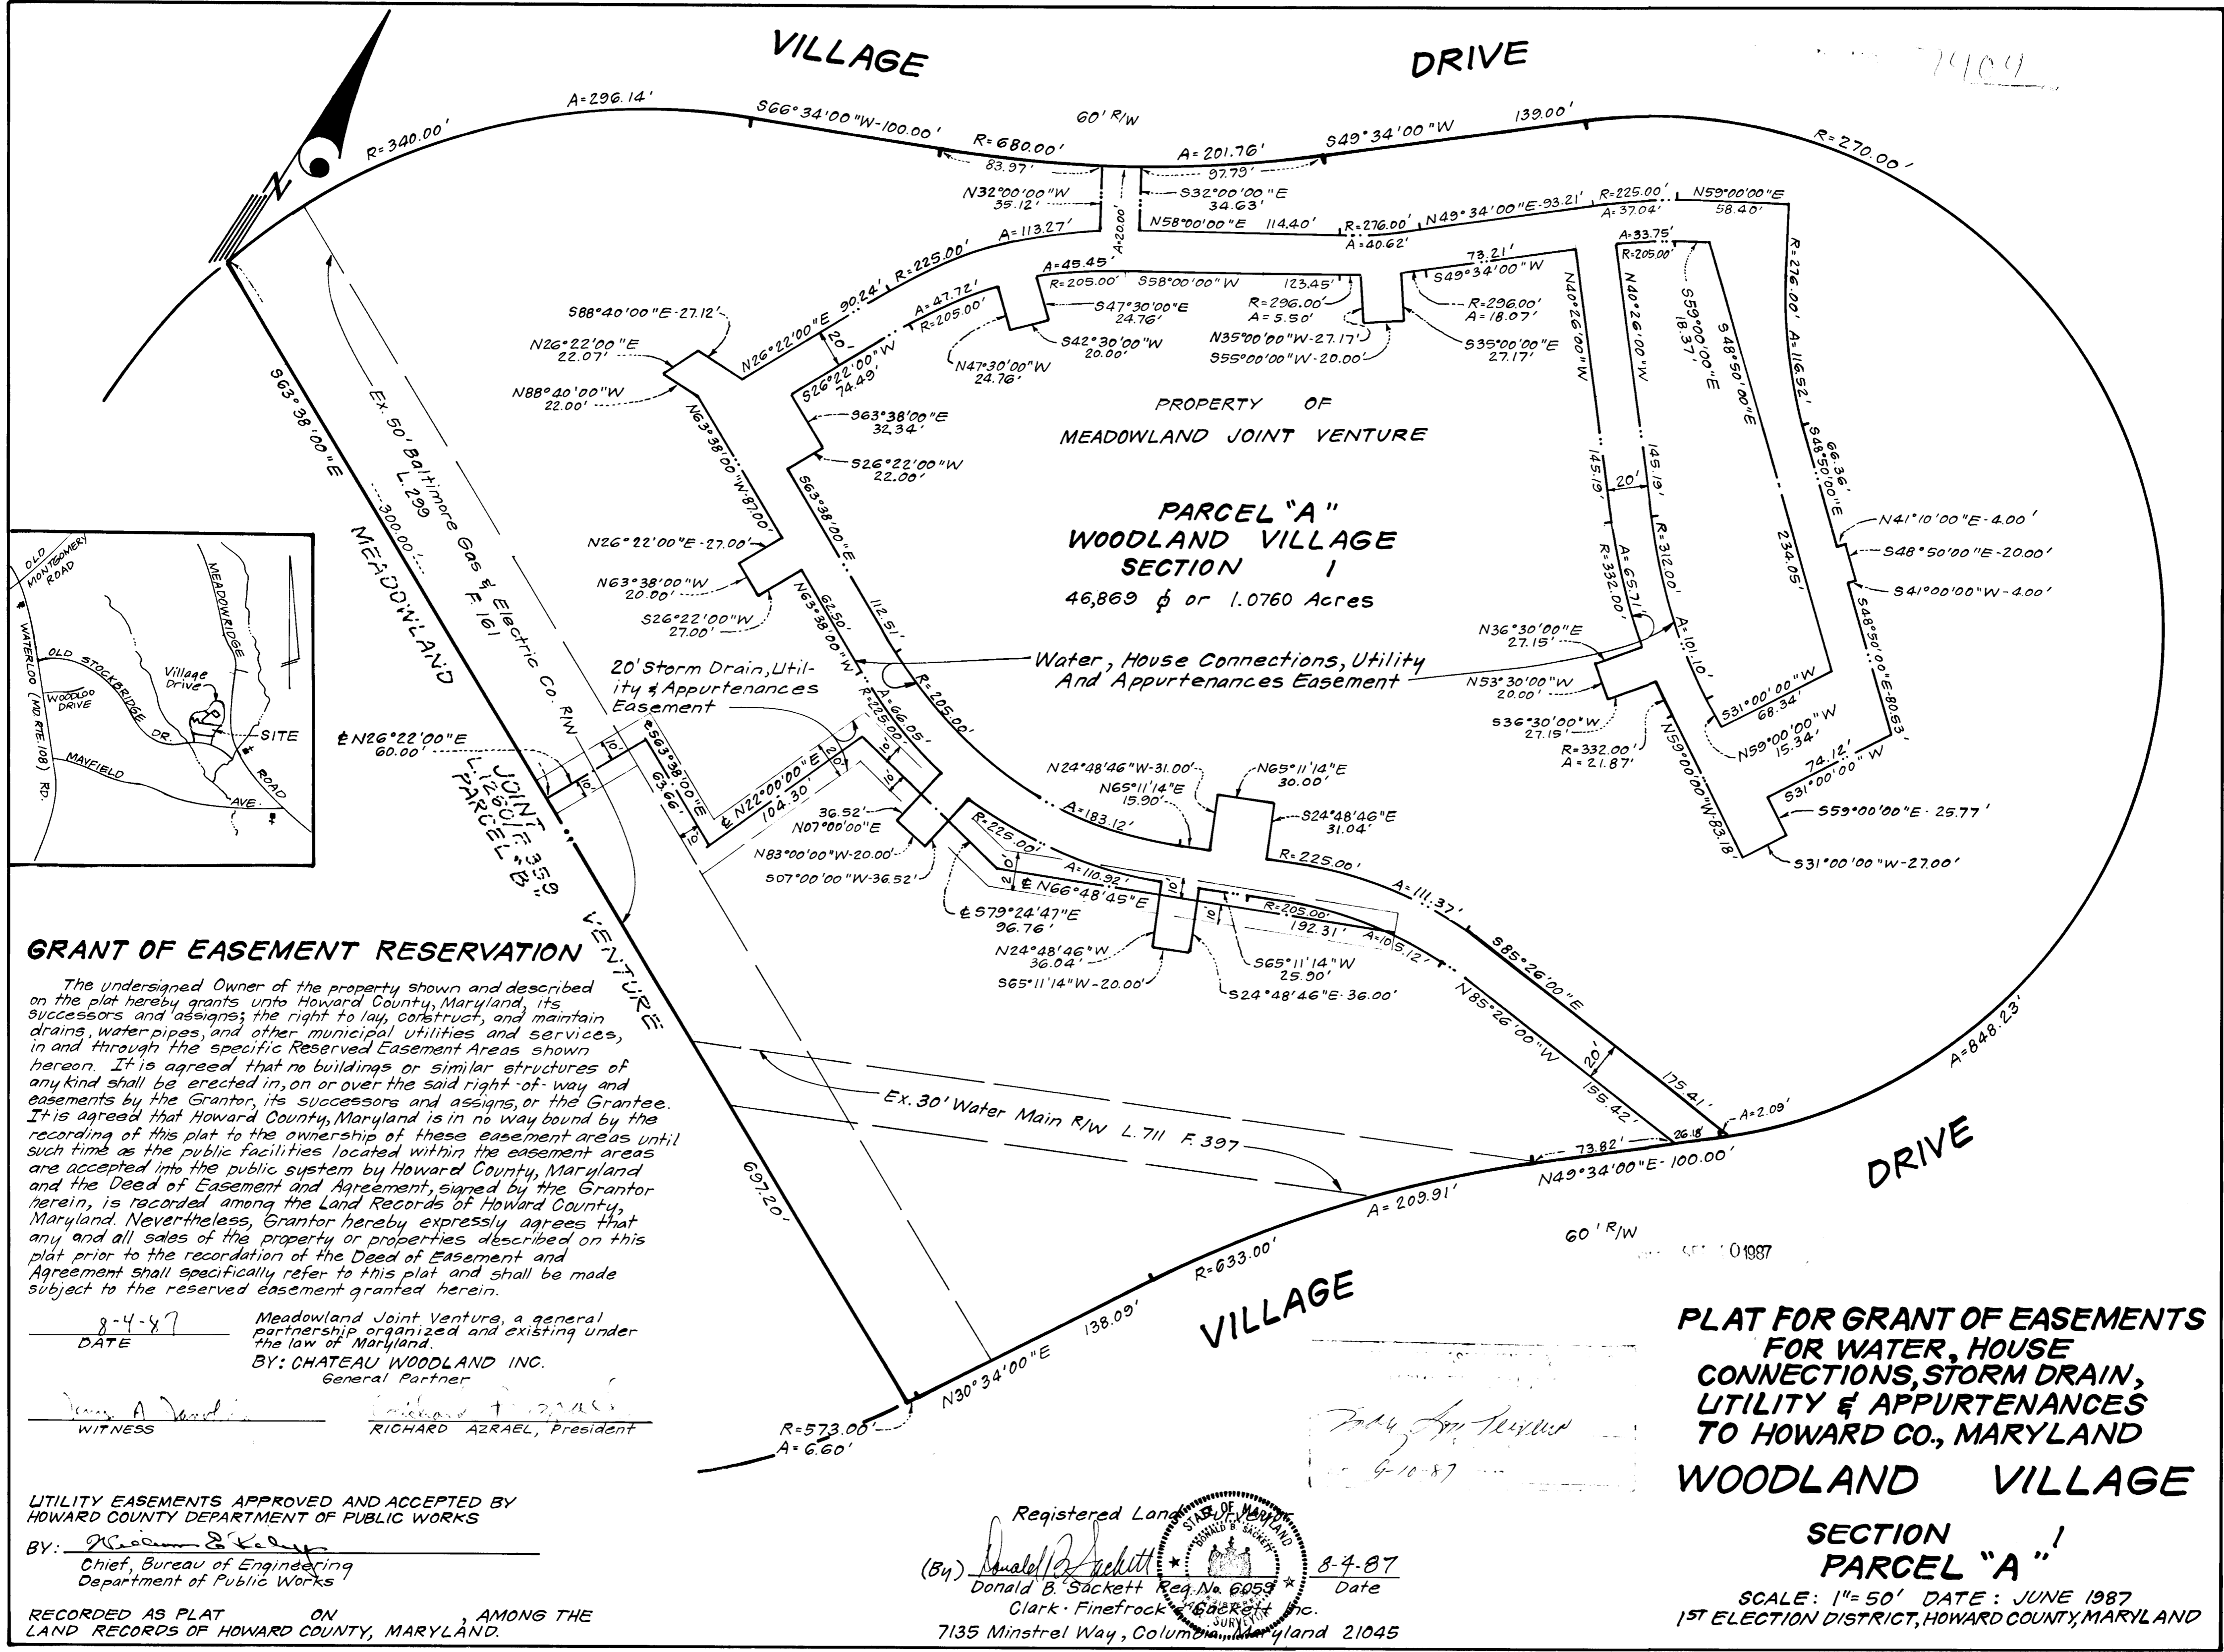 VILLAGE DRIVE
7404
A=296.14'
R=340.00'
S66°34'00"W-100.00'
60' R/W
R=680.00'
83.97'
A=201.76'
97.79'
S49°34'00"W 139.00'
R=270.00'
N
N32°00'00"W
35.12'
S32°00'00"E
34.63'
A=20.00'
A=113.27'
R=225.00'
N58°00'00"E 114.40'
R=276.00'
A=40.62'
N49°34'00"E-93.21'
R=225.00'
A=37.04'
N59°00'00"E
58.40'
A=33.75'
R=205.00'
R=276.00' A=116.52'
90.24'
N26°22'00"E
20'
A=47.72'
R=205.00'
A=45.45'
R=205.00'
S58°00'00"W 123.45'
73.21'
S49°34'00"W
S47°30'00"E
24.76'
S42°30'00"W
20.00'
N47°30'00"W
24.76'
R=296.00'
A=5.50'
N35°00'00"W-27.17'
S55°00'00"W-20.00'
R=296.00'
A=18.07'
S35°00'00"E
27.17'
S88°40'00"E-27.12'
N26°22'00"E
22.07'
N88°40'00"W
22.00'
S26°22'00"W
74.49'
S63°38'00"E
32.34'
S26°22'00"W
22.00'
N63°38'00"W-87.00'
S63°38'00"E
112.51'
N40°26'00"W
145.19'
N40°26'00"W
145.19'
20'
S59°00'00"E
18.37'
S48°50'00"E
234.05'
66.36'
S48°50'00"E
N41°10'00"E-4.00'
S48°50'00"E-20.00'
S41°00'00"W-4.00'
S48°50'00"E-80.53'
PROPERTY OF
MEADOWLAND JOINT VENTURE
PARCEL "A"
WOODLAND VILLAGE
SECTION 1
46,869 ⏀ or 1.0760 Acres
Water, House Connections, Utility
And Appurtenances Easement
S63°38'00"E
300.00'
Ex. 50' Baltimore Gas & Electric Co. R/W
L.299 F.161
MEADOWLAND JOINT VENTURE
L.1260/F.359
PARCEL "B"
697.20'
N26°22'00"E-27.00'
N63°38'00"W
20.00'
S26°22'00"W
27.00'
62.50'
N63°38'00"W
20' Storm Drain, Util-
ity & Appurtenances
Easement
A=66.05'
R=225.00'
R=205.00'
A=183.12'
℄ N26°22'00"E
60.00'
10'
10'
℄ S63°38'00"E
63.66'
10'
℄ N22°00'00"E
104.30'
20'
10'
10'
36.52'
N07°00'00"E
N83°00'00"W-20.00'
S07°00'00"W-36.52'
R=225.00'
A=110.92'
20'
℄ N66°48'45"E
192.31'
℄ S79°24'47"E
96.76'
N24°48'46"W-31.00'
N65°11'14"E
15.90'
N65°11'14"E
30.00'
S24°48'46"E
31.04'
R=225.00'
A=111.37'
10'
10'
R=205.00'
A=105.12'
N24°48'46"W
36.04'
S65°11'14"W-20.00'
S65°11'14"W
25.90'
S24°48'46"E-36.00'
S85°26'00"E
175.41'
N85°26'00"W
155.42'
20'
R=332.00'
A=65.71'
R=312.00'
A=101.10'
N36°30'00"E
27.15'
N53°30'00"W
20.00'
S36°30'00"W
27.15'
R=332.00'
A=21.87'
S31°00'00"W
68.34'
N59°00'00"W
15.34'
N59°00'00"W-83.18'
74.12'
S31°00'00"W
S59°00'00"E-25.77'
S31°00'00"W-27.00'
A=848.23'
A=2.09'
26.18'
73.82'
N49°34'00"E-100.00'
A=209.91'
R=633.00'
Ex. 30' Water Main R/W L.711 F.397
138.09'
N30°34'00"E
R=573.00'
A=6.60'
VILLAGE DRIVE
60' R/W
0 1987
OLD
MONTGOMERY
ROAD
WATERLOO (MD. RTE. 108) RD.
OLD STOCKBRIDGE DR.
WOODLOO
DRIVE
MEADOWRIDGE ROAD
Village
Drive
SITE
MAYFIELD AVE.
GRANT OF EASEMENT RESERVATION
The undersigned Owner of the property shown and described
on the plat hereby grants unto Howard County, Maryland, its
successors and assigns; the right to lay, construct, and maintain
drains, water pipes, and other municipal utilities and services,
in and through the specific Reserved Easement Areas shown
hereon. It is agreed that no buildings or similar structures of
any kind shall be erected in, on or over the said right-of-way and
easements by the Grantor, its successors and assigns, or the Grantee.
It is agreed that Howard County, Maryland is in no way bound by the
recording of this plat to the ownership of these easement areas until
such time as the public facilities located within the easement areas
are accepted into the public system by Howard County, Maryland
and the Deed of Easement and Agreement, signed by the Grantor
herein, is recorded among the Land Records of Howard County,
Maryland. Nevertheless, Grantor hereby expressly agrees that
any and all sales of the property or properties described on this
plat prior to the recordation of the Deed of Easement and
Agreement shall specifically refer to this plat and shall be made
subject to the reserved easement granted herein.
8-4-87
DATE
Meadowland Joint Venture, a general
partnership organized and existing under
the law of Maryland.
BY: CHATEAU WOODLAND INC.
General Partner
WITNESS
RICHARD AZRAEL, President
UTILITY EASEMENTS APPROVED AND ACCEPTED BY
HOWARD COUNTY DEPARTMENT OF PUBLIC WORKS
BY:
Chief, Bureau of Engineering
Department of Public Works
RECORDED AS PLAT ON , AMONG THE
LAND RECORDS OF HOWARD COUNTY, MARYLAND.
Registered Land Surveyor
(By) Donald B. Sackett 8-4-87
Donald B. Sackett Reg. No. 6059 Date
Clark · Finefrock & Sackett Inc.
7135 Minstrel Way, Columbia, Maryland 21045
STATE OF MARYLAND
DONALD B. SACKETT
REGISTERED
LAND SURVEYOR
9-10-87
PLAT FOR GRANT OF EASEMENTS
FOR WATER, HOUSE
CONNECTIONS, STORM DRAIN,
UTILITY & APPURTENANCES
TO HOWARD CO., MARYLAND
WOODLAND VILLAGE
SECTION 1
PARCEL "A"
SCALE: 1"=50' DATE: JUNE 1987
1ST ELECTION DISTRICT, HOWARD COUNTY, MARYLAND